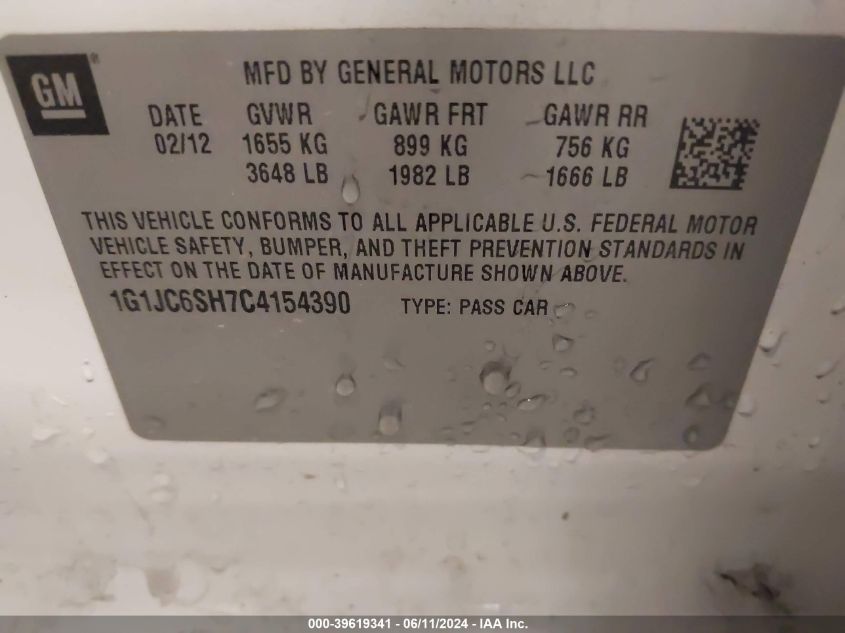 GM ®
MFD BY GENERAL MOTORS LLC
DATE GVWR GAWR FRT GAWR RR
02/12 1655 KG 899 KG 756 KG
3648 LB 1982 LB 1666 LB
THIS VEHICLE CONFORMS TO ALL APPLICABLE U.S. FEDERAL MOTOR
VEHICLE SAFETY, BUMPER, AND THEFT PREVENTION STANDARDS IN
EFFECT ON THE DATE OF MANUFACTURE SHOWN ABOVE.
1G1JC6SH7C4154390 TYPE: PASS CAR
000-39619341 - 06/11/2024 - IAA Inc.